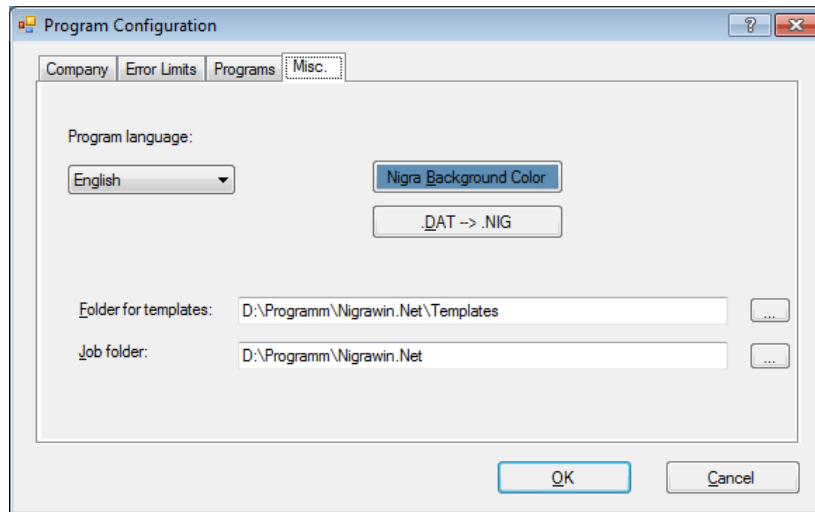 Program Configuration
?
Company Error Limits Programs Misc.
Program language:
English
Nigra Background Color
.DAT --> .NIG
Folder for templates: D:\Programm\Nigrawin.Net\Templates ...
Job folder: D:\Programm\Nigrawin.Net ...
OK Cancel